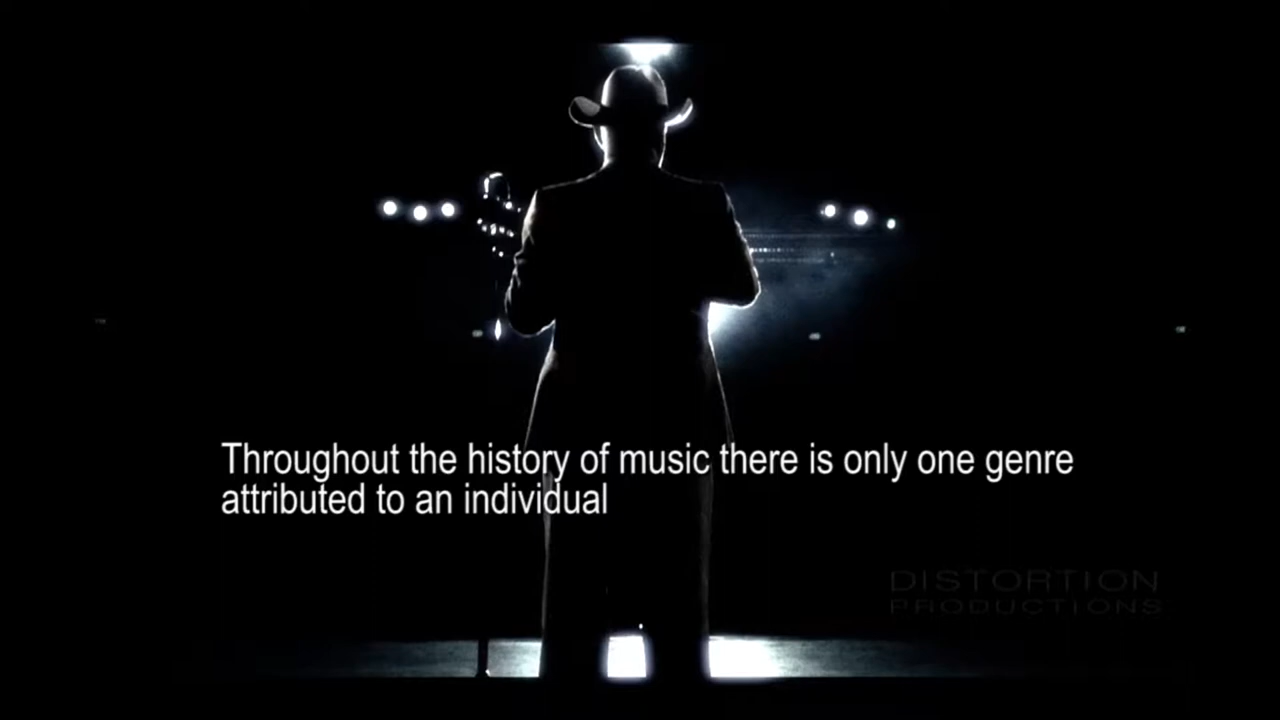 Throughout the history of music there is only one genre
attributed to an individual
DISTORTION
PRODUCTIONS